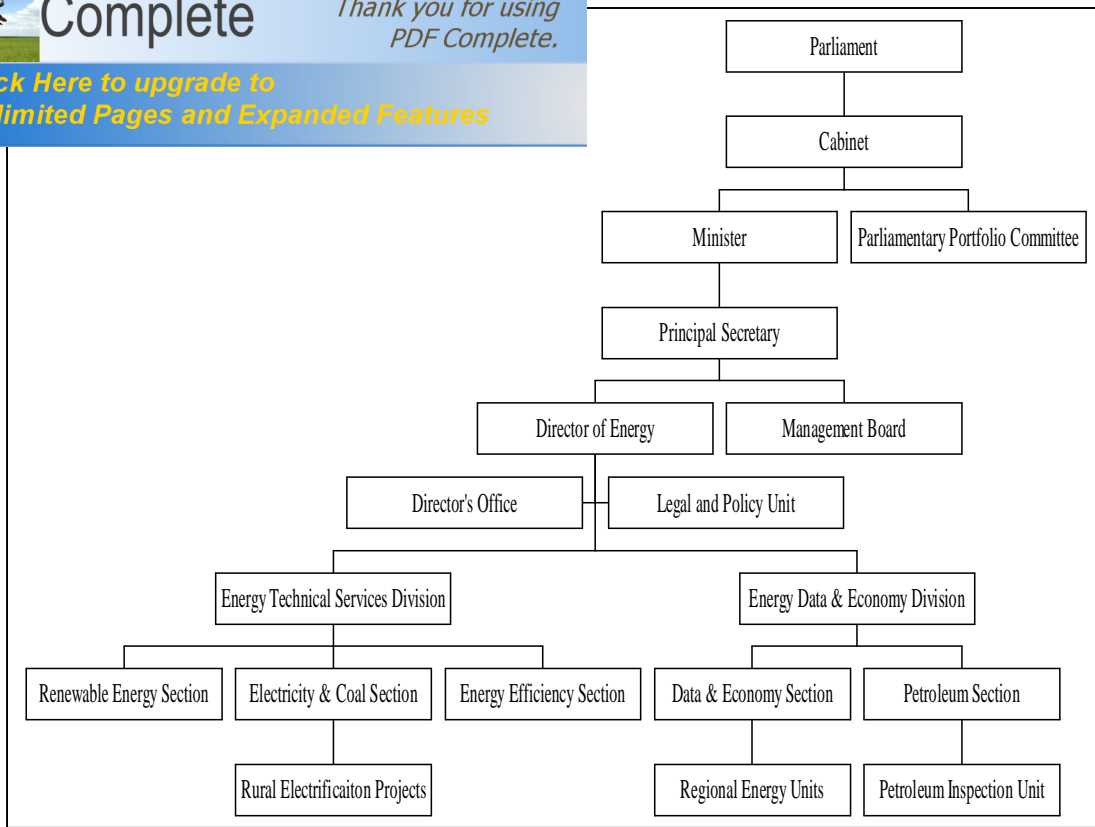 Complete
Thank you for using
PDF Complete.
ck Here to upgrade to
limited Pages and Expanded Features
Parliament
Cabinet
Minister
Parliamentary Portfolio Committee
Principal Secretary
Director of Energy
Management Board
Director's Office
Legal and Policy Unit
Energy Technical Services Division
Energy Data & Economy Division
Renewable Energy Section
Electricity & Coal Section
Energy Efficiency Section
Data & Economy Section
Petroleum Section
Rural Electrificaiton Projects
Regional Energy Units
Petroleum Inspection Unit